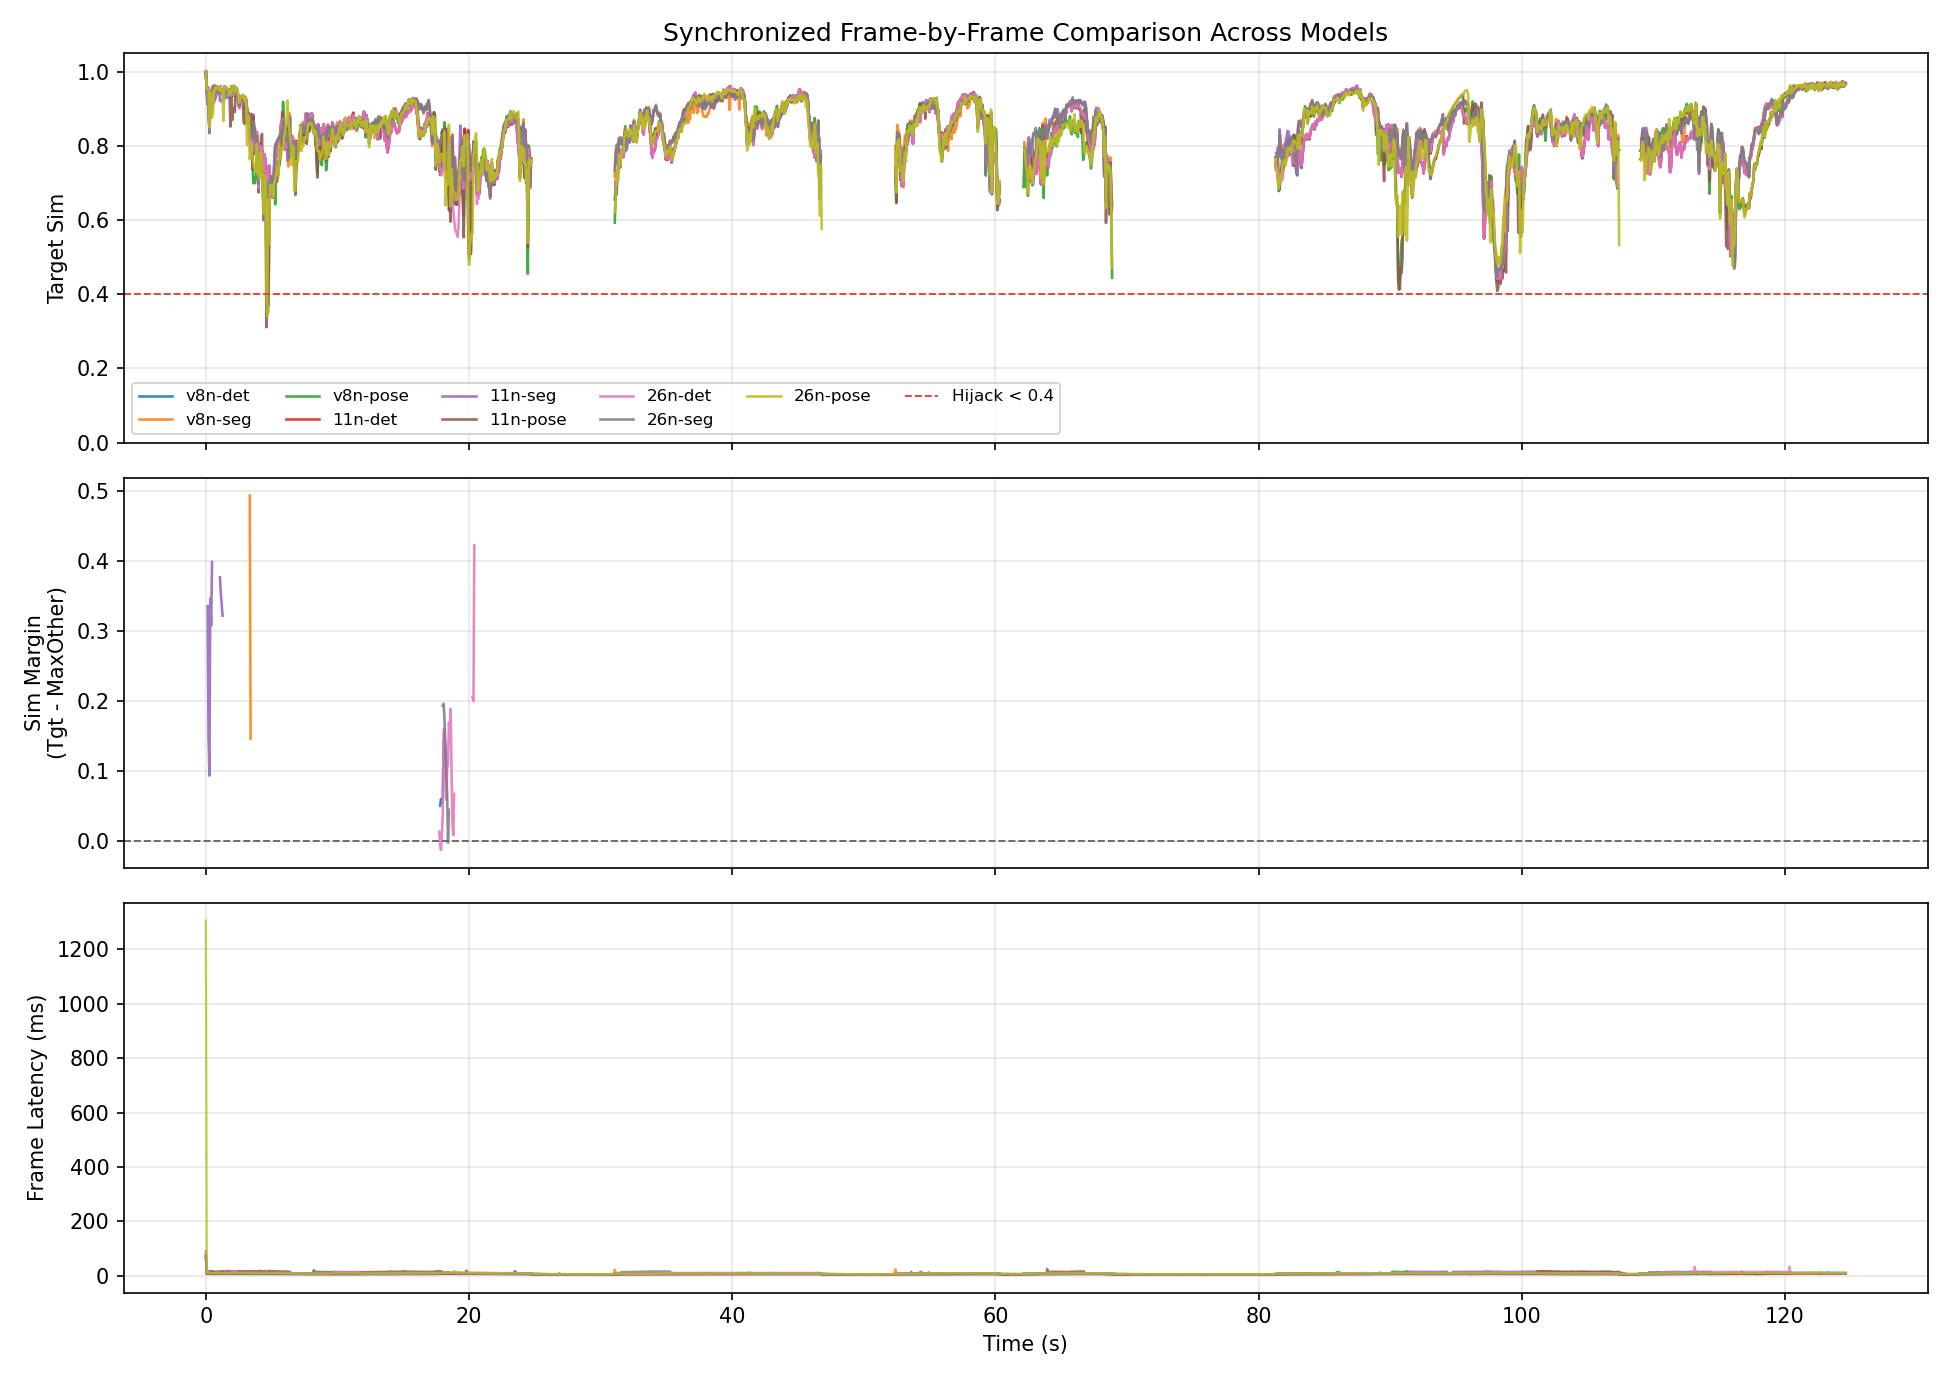 Synchronized Frame-by-Frame Comparison Across Models
Target Sim
1.0
0.8
0.6
0.4
0.2
0.0
v8n-det
v8n-seg
v8n-pose
11n-det
11n-seg
11n-pose
26n-det
26n-seg
26n-pose
Hijack < 0.4
Sim Margin
(Tgt - MaxOther)
0.5
0.4
0.3
0.2
0.1
0.0
Frame Latency (ms)
1200
1000
800
600
400
200
0
0 20 40 60 80 100 120
Time (s)